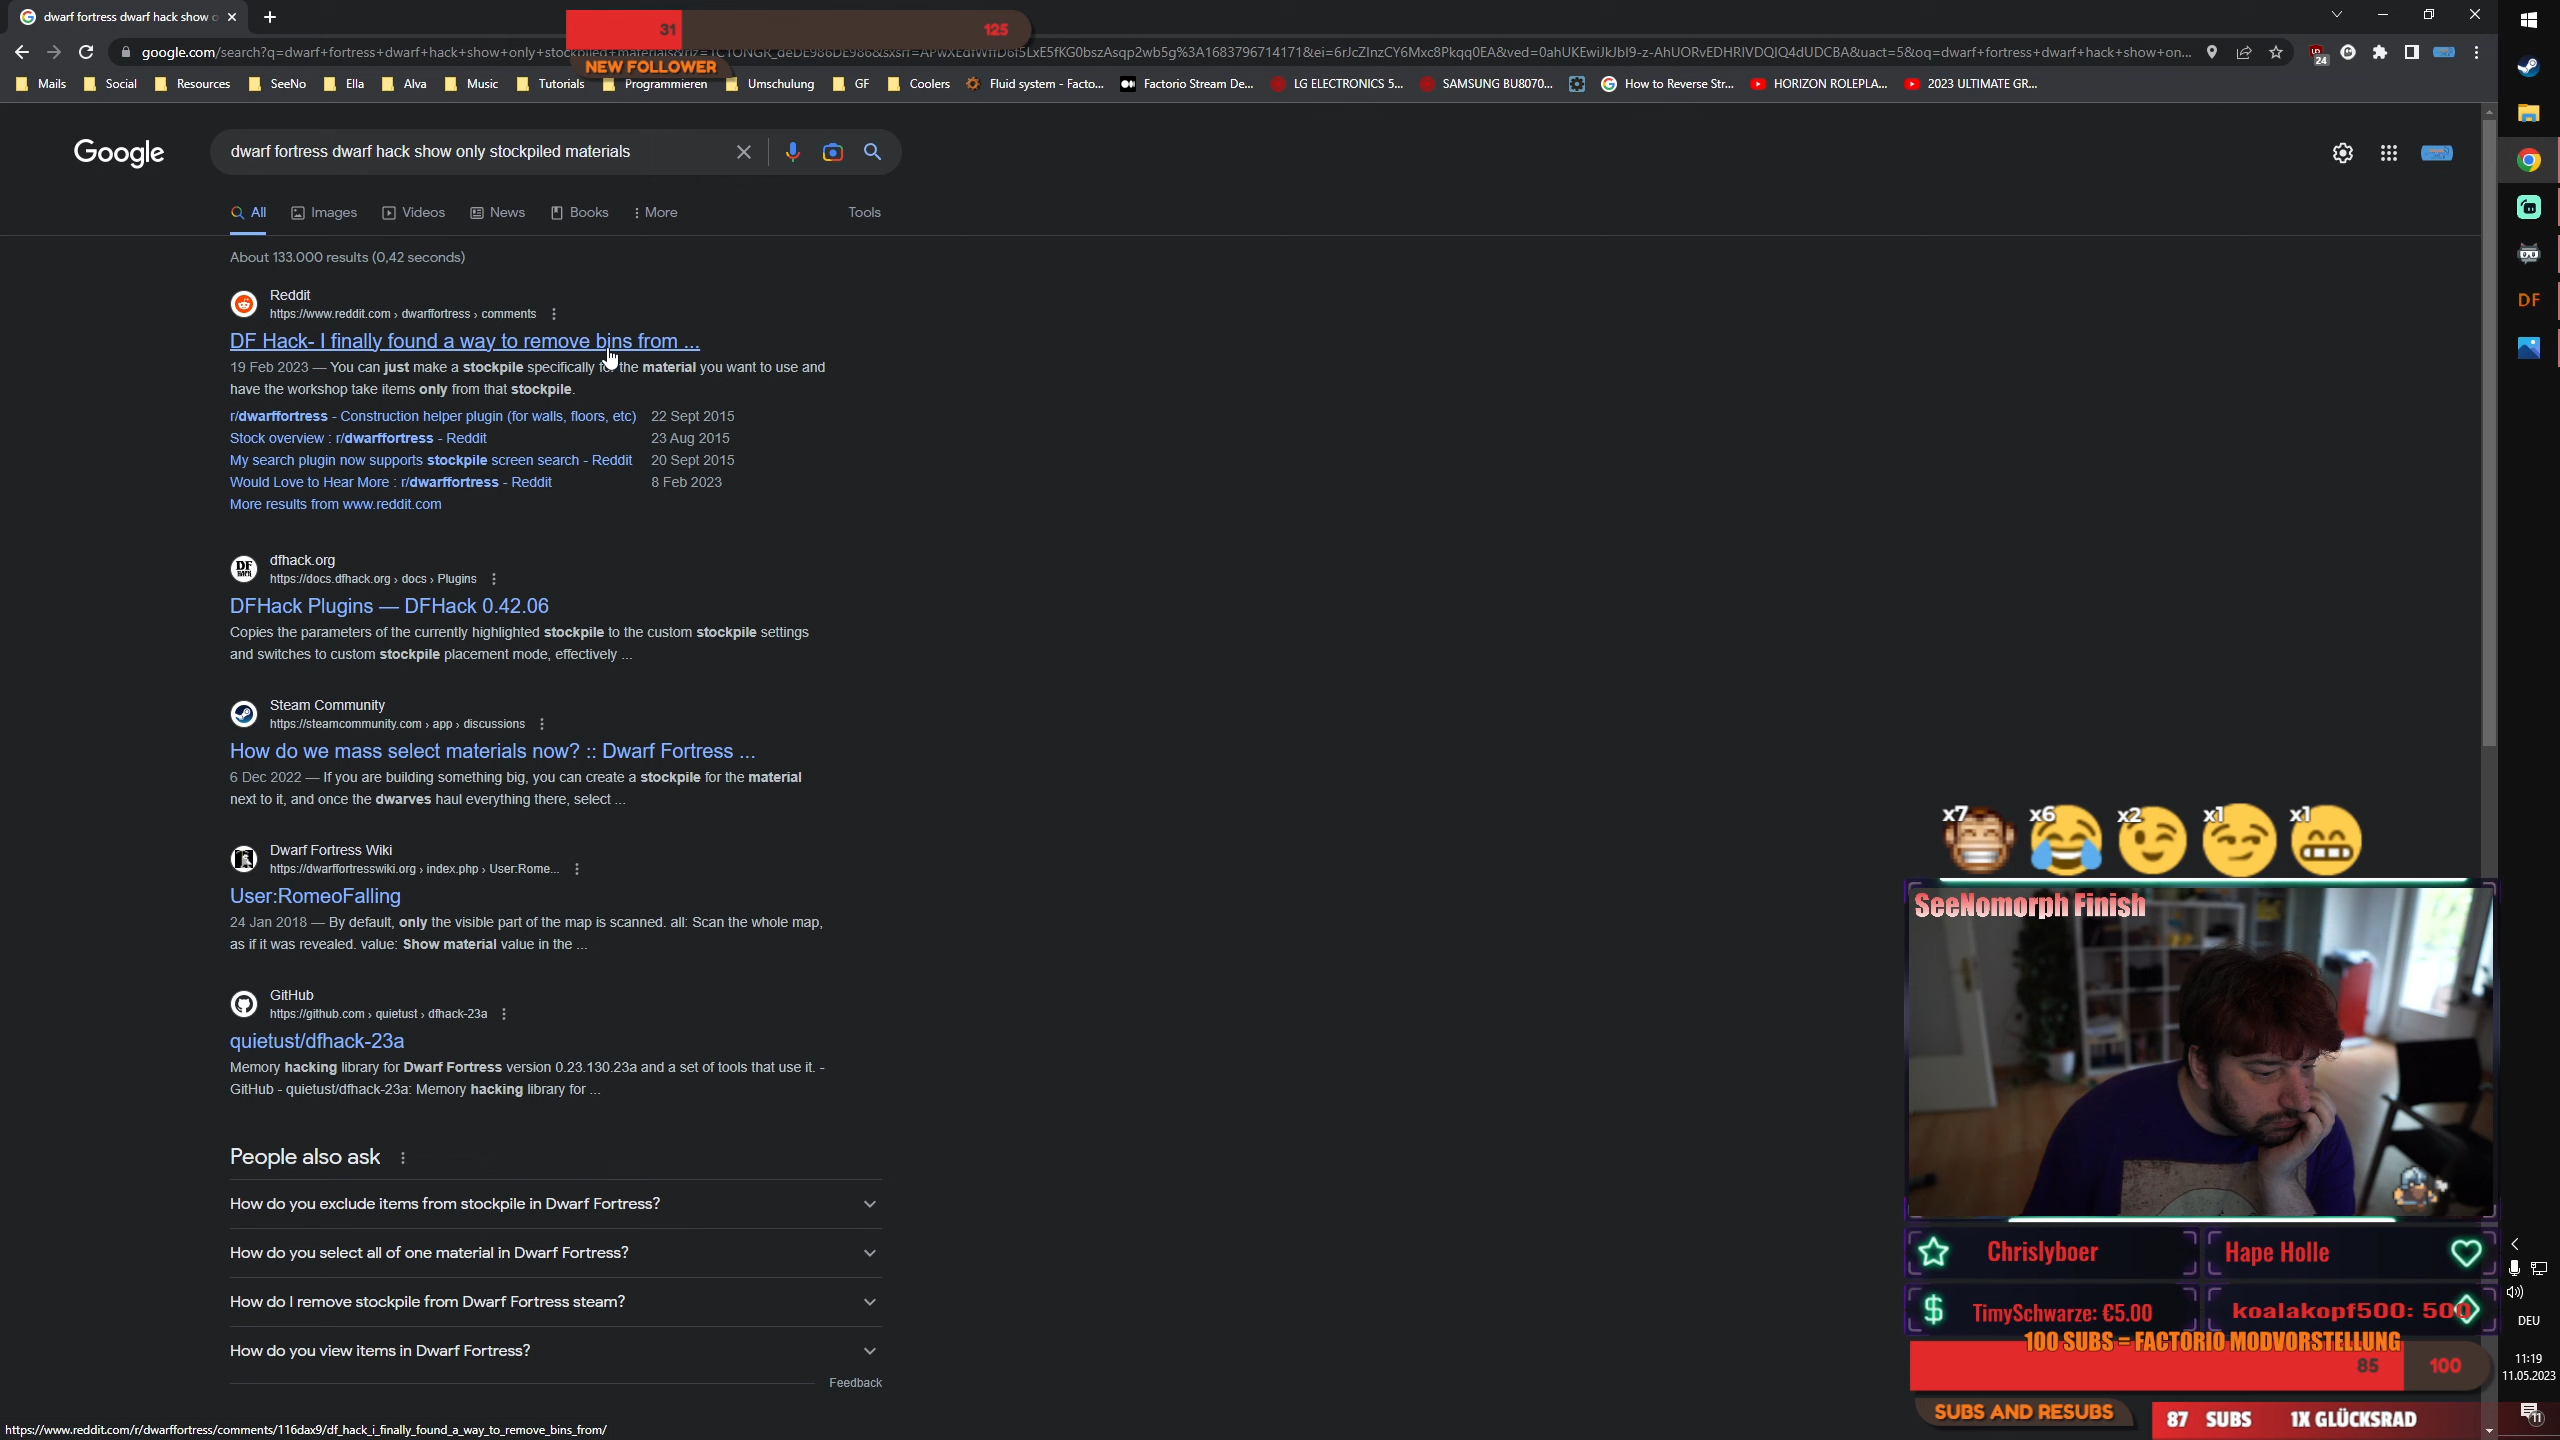 dwarf fortress dwarf hack show o
31
125
NEW FOLLOWER
Mails
Social
Resources
SeeNo
Ella
Alva
Music
Tutorials
Programmieren
Umschulung
GF
Coolers
Fluid system - Facto...
Factorio Stream De...
LG ELECTRONICS 5...
SAMSUNG BU8070...
How to Reverse Str...
HORIZON ROLEPLA...
2023 ULTIMATE GR...
24
Google
dwarf fortress dwarf hack show only stockpiled materials
All
Images
Videos
News
Books
More
Tools
About 133.000 results (0,42 seconds)
Reddit
https://www.reddit.com › dwarffortress › comments
DF Hack- I finally found a way to remove bins from ...
19 Feb 2023 — You can just make a stockpile specifically for the material you want to use and
have the workshop take items only from that stockpile.
r/dwarffortress - Construction helper plugin (for walls, floors, etc) 22 Sept 2015
Stock overview : r/dwarffortress - Reddit 23 Aug 2015
My search plugin now supports stockpile screen search - Reddit 20 Sept 2015
Would Love to Hear More : r/dwarffortress - Reddit 8 Feb 2023
More results from www.reddit.com
dfhack.org
https://docs.dfhack.org › docs › Plugins
DFHack Plugins — DFHack 0.42.06
Copies the parameters of the currently highlighted stockpile to the custom stockpile settings
and switches to custom stockpile placement mode, effectively ...
Steam Community
https://steamcommunity.com › app › discussions
How do we mass select materials now? :: Dwarf Fortress ...
6 Dec 2022 — If you are building something big, you can create a stockpile for the material
next to it, and once the dwarves haul everything there, select ...
Dwarf Fortress Wiki
https://dwarffortresswiki.org › index.php › User:Rome...
User:RomeoFalling
24 Jan 2018 — By default, only the visible part of the map is scanned. all: Scan the whole map,
as if it was revealed. value: Show material value in the ...
GitHub
https://github.com › quietust › dfhack-23a
quietust/dfhack-23a
Memory hacking library for Dwarf Fortress version 0.23.130.23a and a set of tools that use it. -
GitHub - quietust/dfhack-23a: Memory hacking library for ...
People also ask
How do you exclude items from stockpile in Dwarf Fortress?
How do you select all of one material in Dwarf Fortress?
How do I remove stockpile from Dwarf Fortress steam?
How do you view items in Dwarf Fortress?
Feedback
https://www.reddit.com/r/dwarffortress/comments/116dax9/df_hack_i_finally_found_a_way_to_remove_bins_from/
x7
x6
x2
x1
x1
SeeNomorph Finish
Chrislyboer
Hape Holle
TimySchwarze: €5.00
koalakopf500: 500
100 SUBS = FACTORIO MODVORSTELLUNG
85
100
SUBS AND RESUBS
87 SUBS
1X GLÜCKSRAD
DF
DEU
11:19
11.05.2023
11